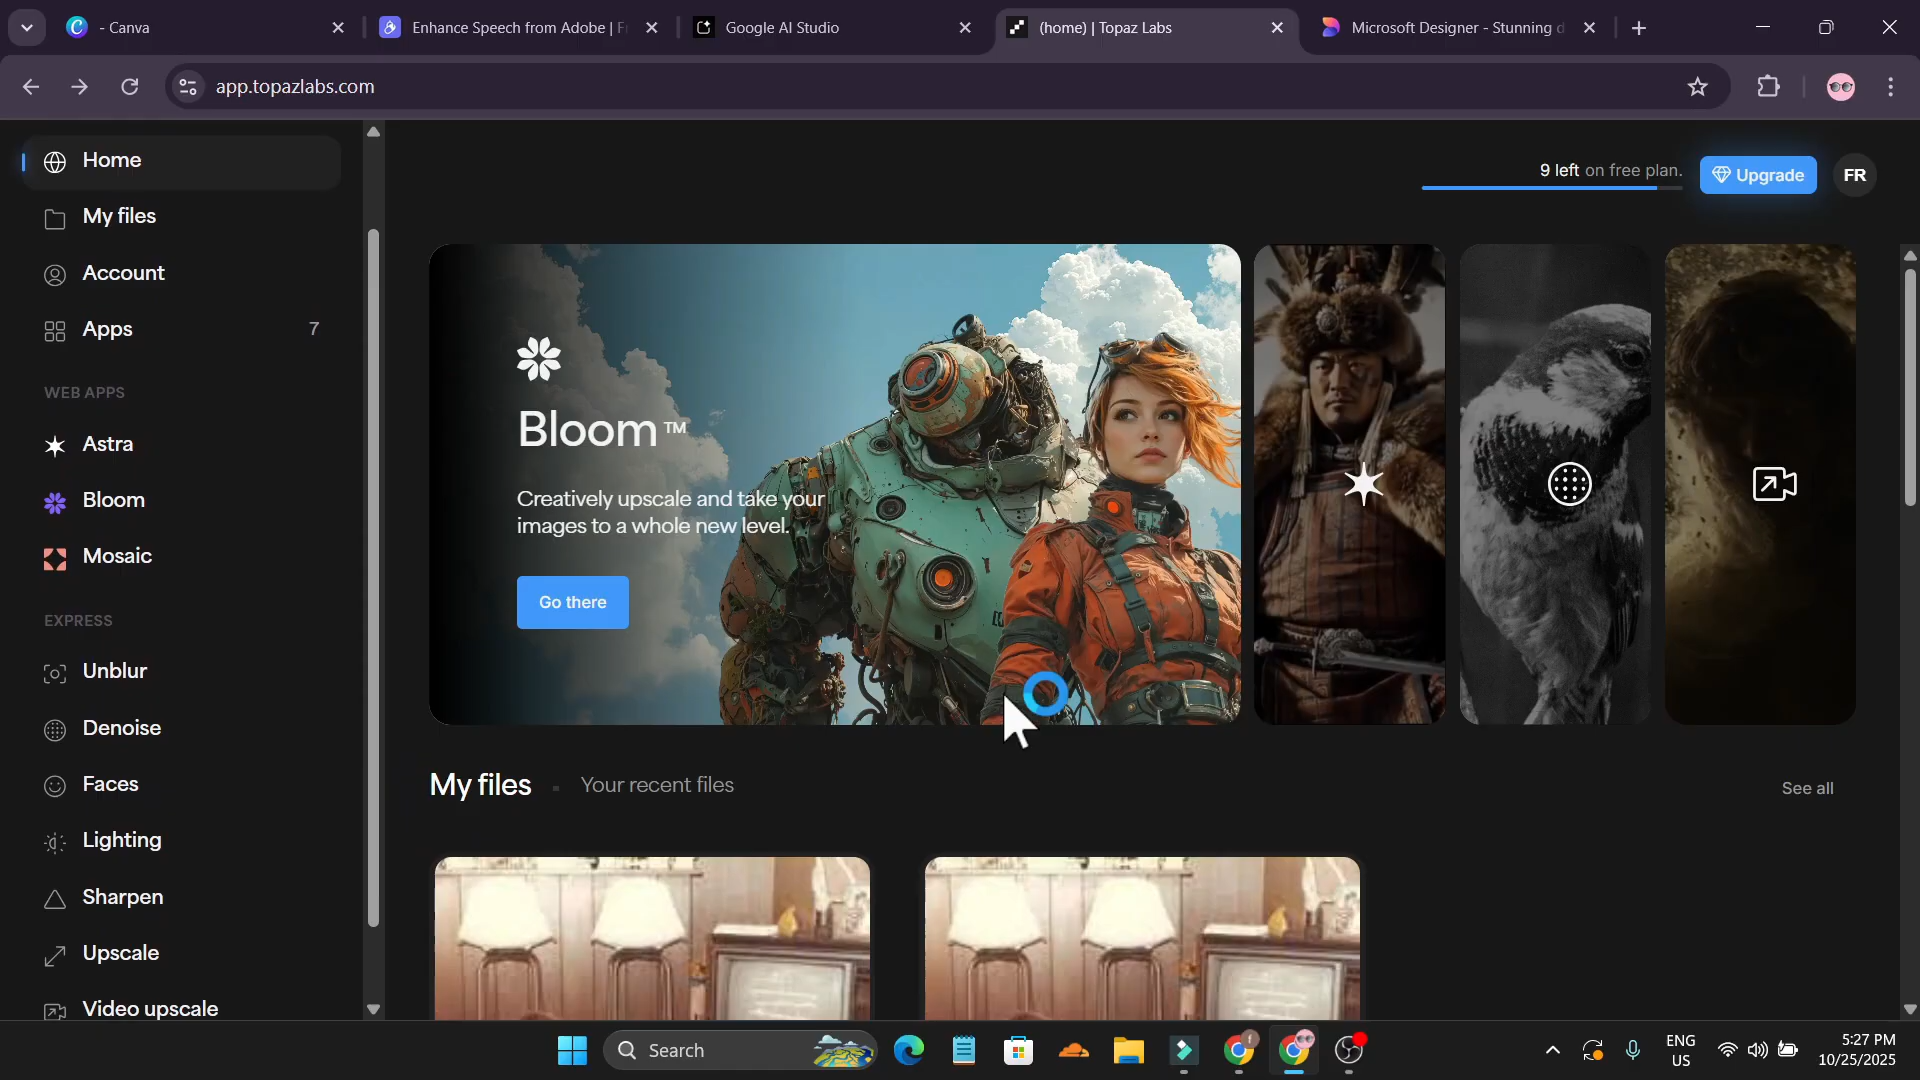 - Canva
Enhance Speech from Adobe | F
Google AI Studio
(home) | Topaz Labs
Microsoft Designer - Stunning d
app.topazlabs.com
Home
My files
Account
Apps 7
WEB APPS
Astra
Bloom
Mosaic
EXPRESS
Unblur
Denoise
Faces
Lighting
Sharpen
Upscale
Video upscale
9 left on free plan.
Upgrade
FR
Bloom™
Creatively upscale and take your
images to a whole new level.
Go there
My files
Your recent files
See all
Search
f
ENG
US
5:27 PM
10/25/2025